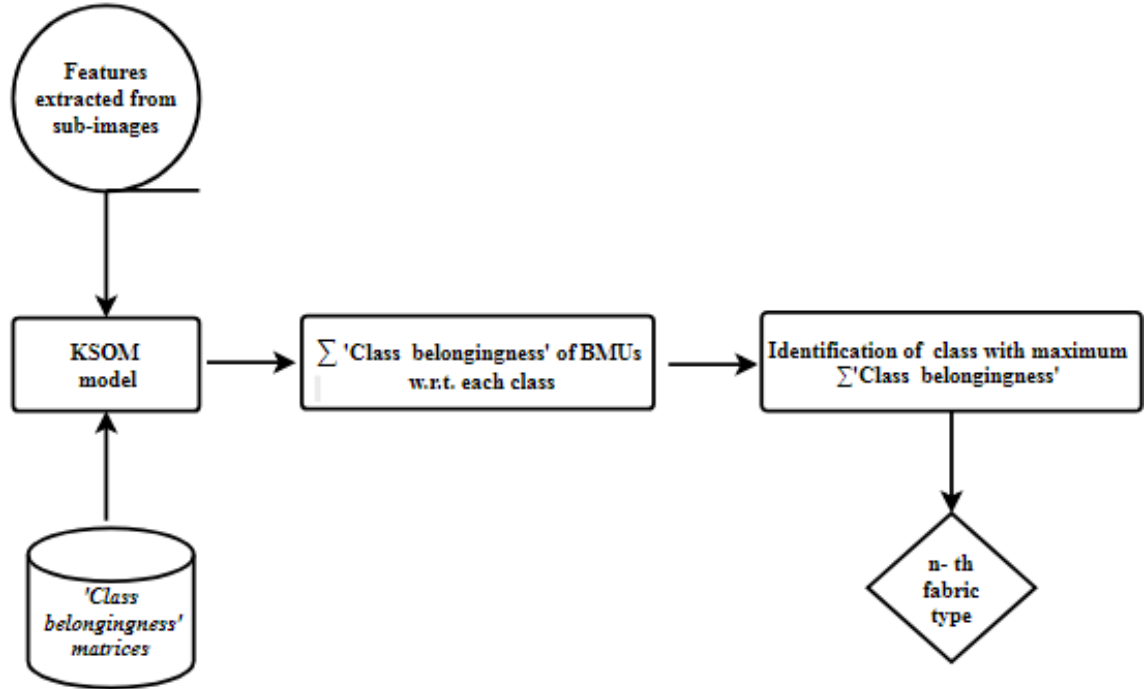 Features
extracted from
sub-images
KSOM
model
∑ 'Class belongingness' of BMUs
w.r.t. each class
Identification of class with maximum
∑'Class belongingness'
'Class
belongingness'
matrices
n- th
fabric
type